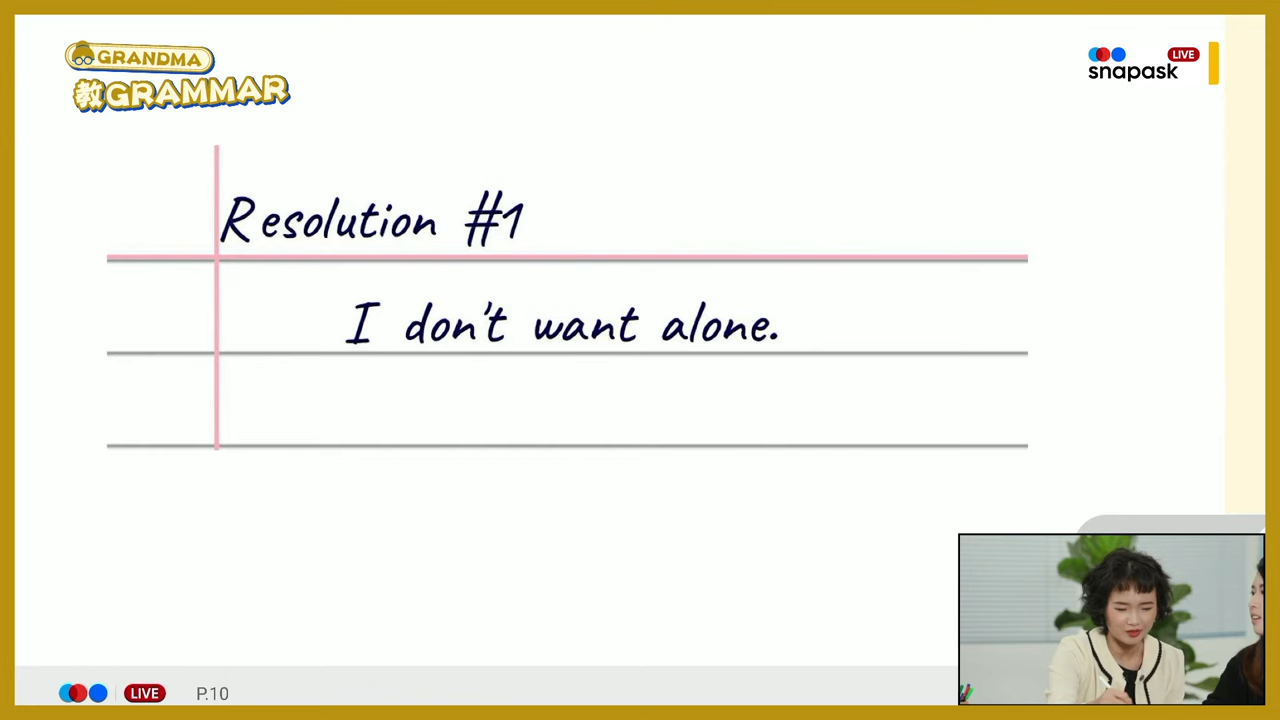 GRANDMA
教GRAMMAR
LIVE
snapask
Resolution #1
I don't want alone.
LIVE
P.10